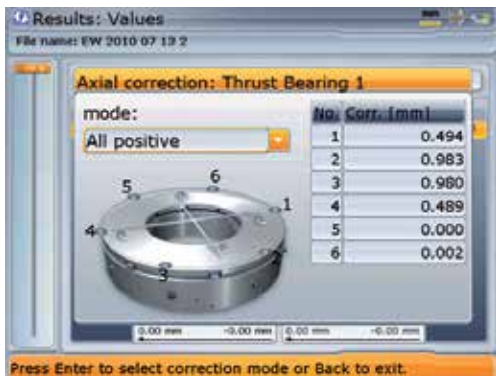 Results: Values
mm
File name: EW 2010 07 13 2
Axial correction: Thrust Bearing 1
mode:
All positive
No. Corr. [mm]
1 0.494
2 0.983
3 0.980
4 0.489
5 0.000
6 0.002
6
5
1
4
3
2
0.00 mm -0.00 mm 0.00 mm -0.00 mm
Press Enter to select correction mode or Back to exit.